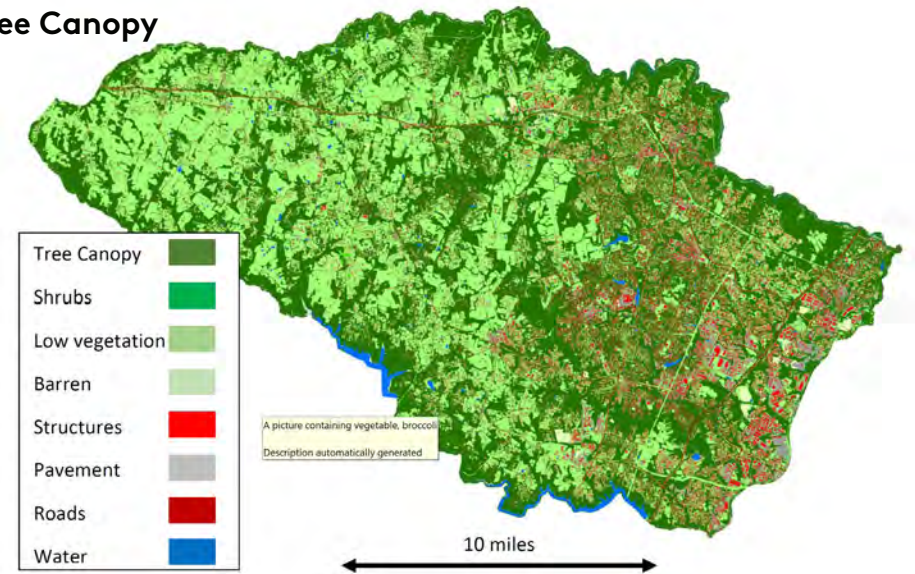 ee Canopy
Tree Canopy
Shrubs
Low vegetation
Barren
Structures
Pavement
Roads
Water
A picture containing vegetable, broccoli
Description automatically generated
10 miles